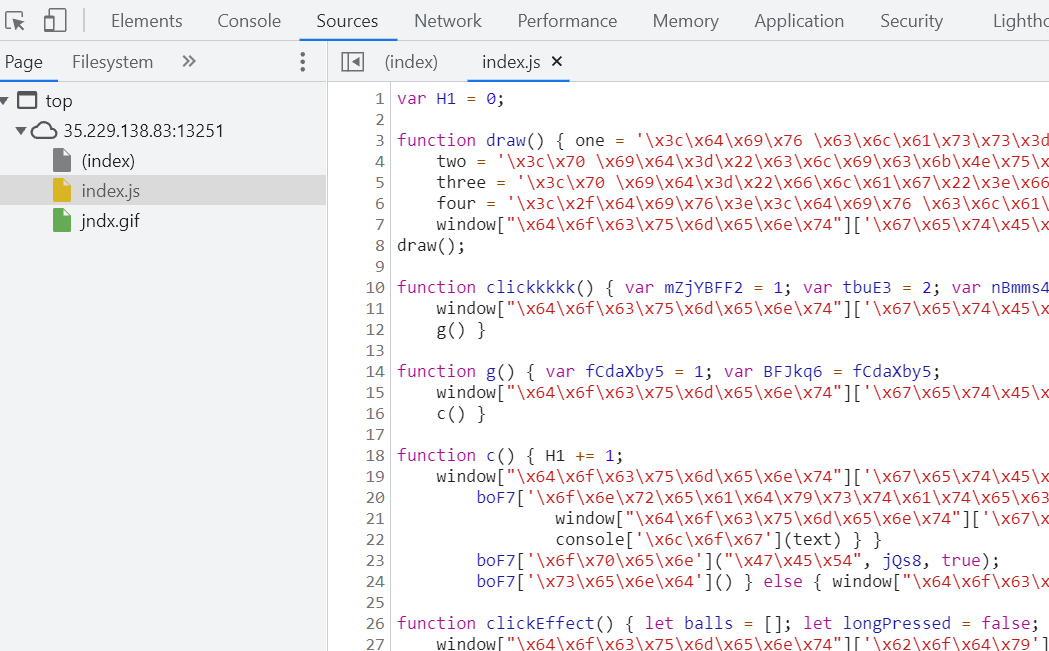 Elements Console Sources Network Performance Memory Application Security Lightho
Page Filesystem » (index) index.js ×
top
35.229.138.83:13251
(index)
index.js
jndx.gif
1 var H1 = 0;
2
3 function draw() { one = '\x3c\x64\x69\x76 \x63\x6c\x61\x73\x73\x3d
4 two = '\x3c\x70 \x69\x64\x3d\x22\x63\x6c\x69\x63\x6b\x4e\x75\x
5 three = '\x3c\x70 \x69\x64\x3d\x22\x66\x6c\x61\x67\x22\x3e\x66
6 four = '\x3c\x2f\x64\x69\x76\x3e\x3c\x64\x69\x76 \x63\x6c\x61\
7 window["\x64\x6f\x63\x75\x6d\x65\x6e\x74"]['\x67\x65\x74\x45\x
8 draw();
9
10 function clickkkkk() { var mZjYBFF2 = 1; var tbuE3 = 2; var nBmms4
11 window["\x64\x6f\x63\x75\x6d\x65\x6e\x74"]['\x67\x65\x74\x45\x
12 g() }
13
14 function g() { var fCdaXby5 = 1; var BFJkq6 = fCdaXby5;
15 window["\x64\x6f\x63\x75\x6d\x65\x6e\x74"]['\x67\x65\x74\x45\x
16 c() }
17
18 function c() { H1 += 1;
19 window["\x64\x6f\x63\x75\x6d\x65\x6e\x74"]['\x67\x65\x74\x45\x
20 boF7['\x6f\x6e\x72\x65\x61\x64\x79\x73\x74\x61\x74\x65\x63
21 window["\x64\x6f\x63\x75\x6d\x65\x6e\x74"]['\x67\x
22 console['\x6c\x6f\x67'](text) } }
23 boF7['\x6f\x70\x65\x6e']("\x47\x45\x54", jQs8, true);
24 boF7['\x73\x65\x6e\x64']() } else { window["\x64\x6f\x63\x
25
26 function clickEffect() { let balls = []; let longPressed = false;
27 window["\x64\x6f\x63\x75\x6d\x65\x6e\x74"]['\x62\x6f\x64\x79']